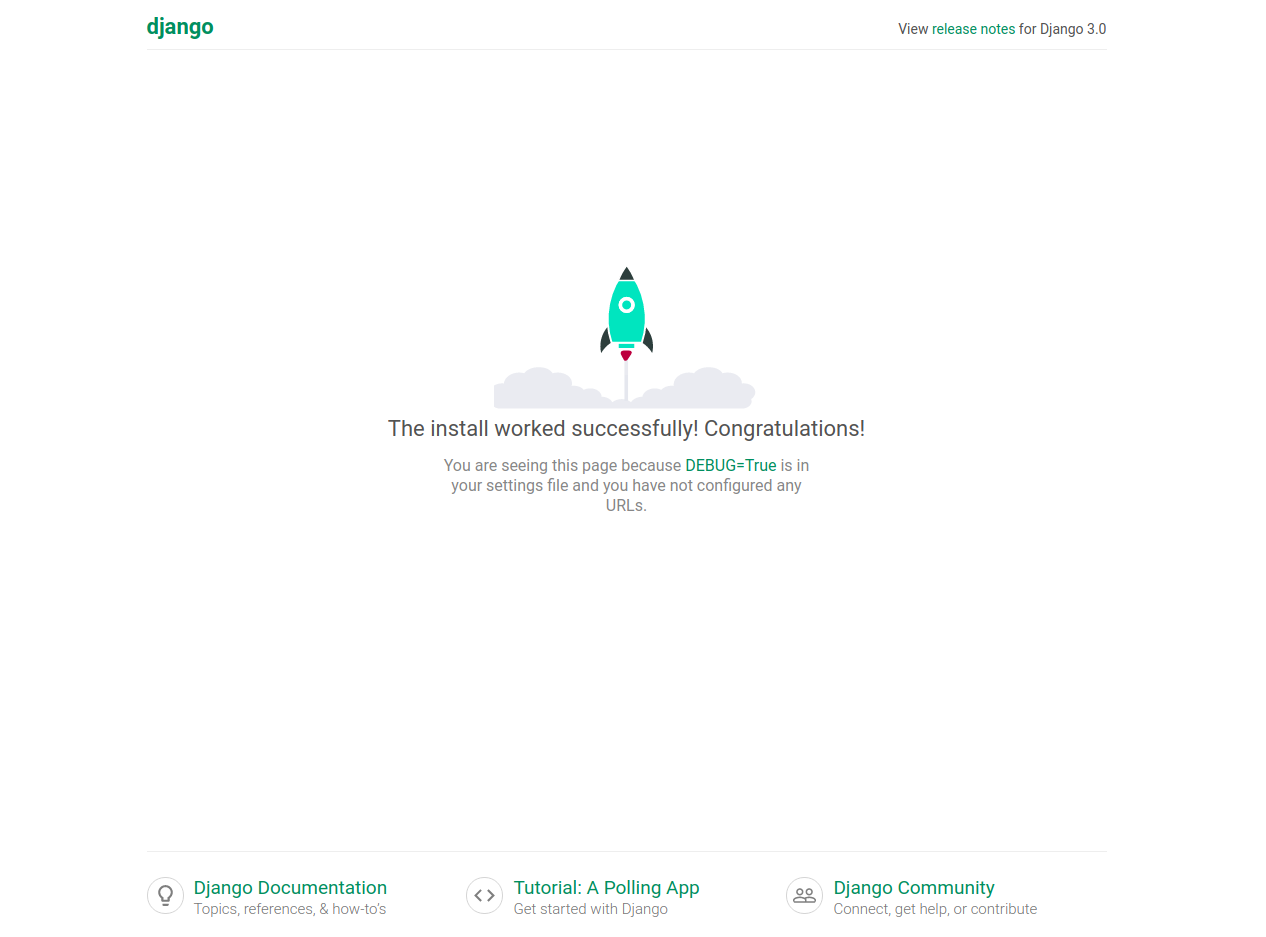 django
View release notes for Django 3.0
The install worked successfully! Congratulations!
You are seeing this page because DEBUG=True is in
your settings file and you have not configured any
URLs.
Django Documentation
Topics, references, & how-to’s
Tutorial: A Polling App
Get started with Django
Django Community
Connect, get help, or contribute